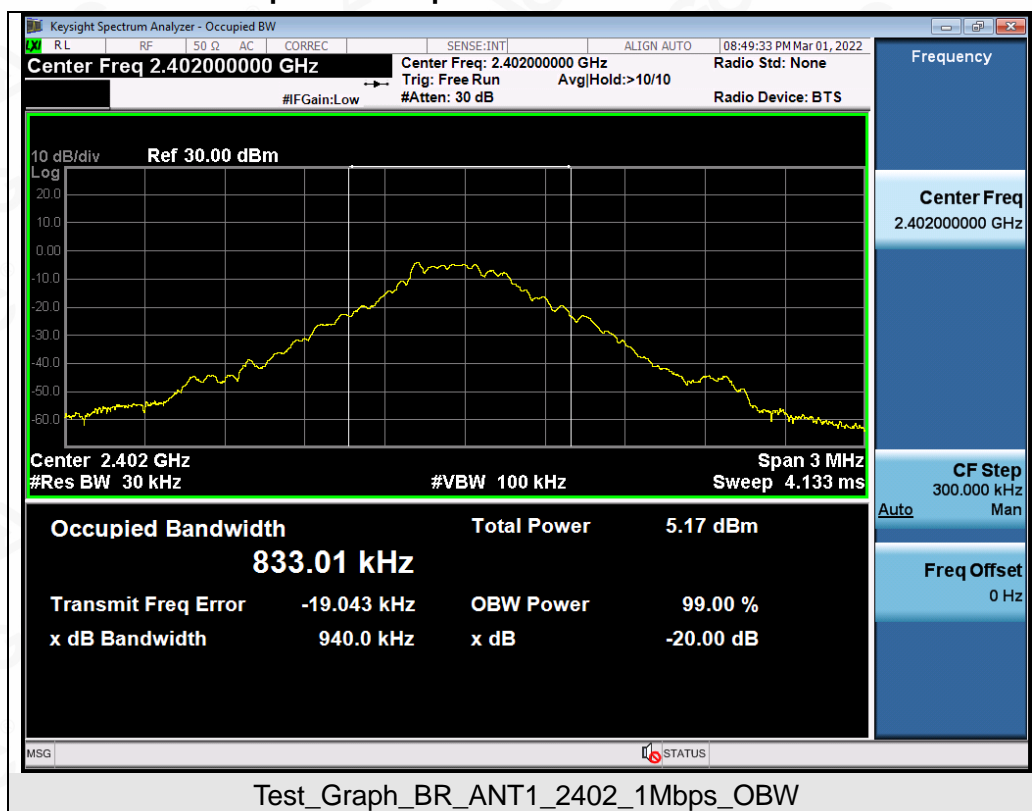 Keysight Spectrum Analyzer - Occupied BW
LXI RL RF 50 Ω AC CORREC SENSE:INT ALIGN AUTO 08:49:33 PM Mar 01, 2022
Center Freq 2.402000000 GHz
Center Freq: 2.402000000 GHz
Radio Std: None
Trig: Free Run Avg|Hold:>10/10
#IFGain:Low #Atten: 30 dB Radio Device: BTS
Frequency
10 dB/div Ref 30.00 dBm
Log
20.0
10.0
0.00
-10.0
-20.0
-30.0
-40.0
-50.0
-60.0
Center 2.402 GHz Span 3 MHz
#Res BW 30 kHz #VBW 100 kHz Sweep 4.133 ms
Center Freq
2.402000000 GHz
CF Step
300.000 kHz
Auto Man
Freq Offset
0 Hz
Occupied Bandwidth Total Power 5.17 dBm
833.01 kHz
Transmit Freq Error -19.043 kHz OBW Power 99.00 %
x dB Bandwidth 940.0 kHz x dB -20.00 dB
MSG STATUS
Test_Graph_BR_ANT1_2402_1Mbps_OBW